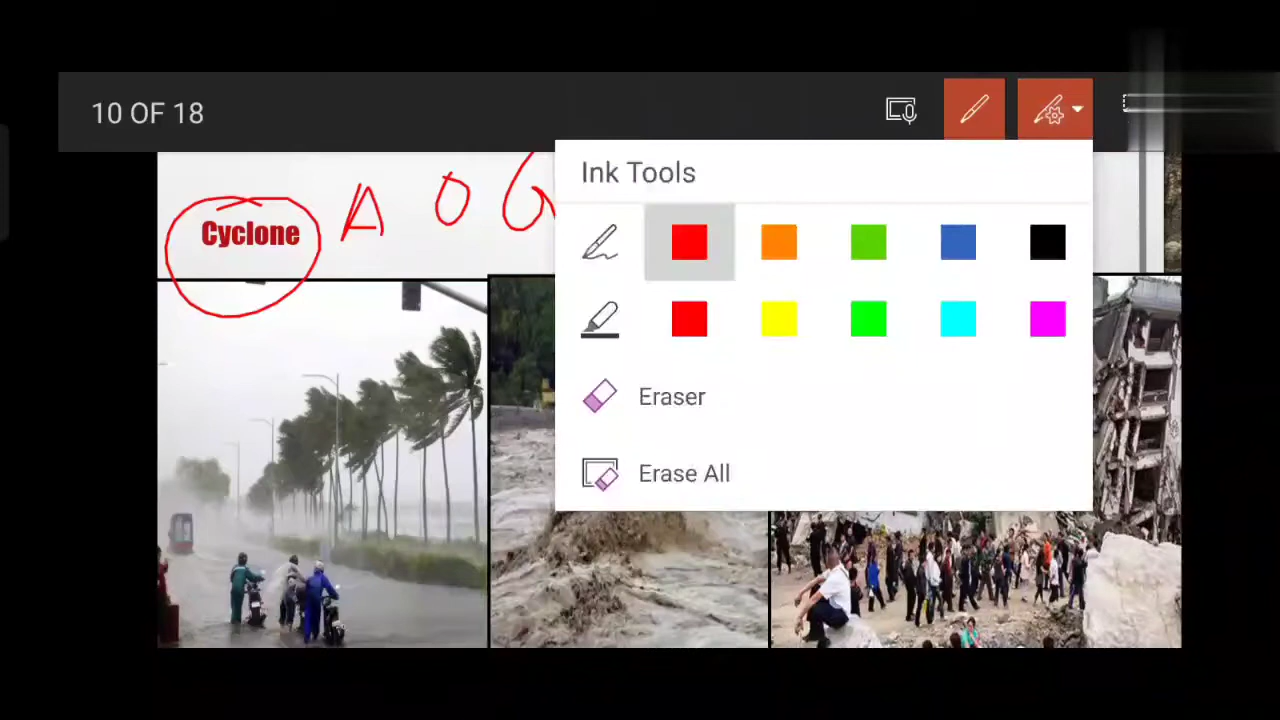 10 OF 18
Ink Tools
Cyclone A O G
Eraser
Erase All